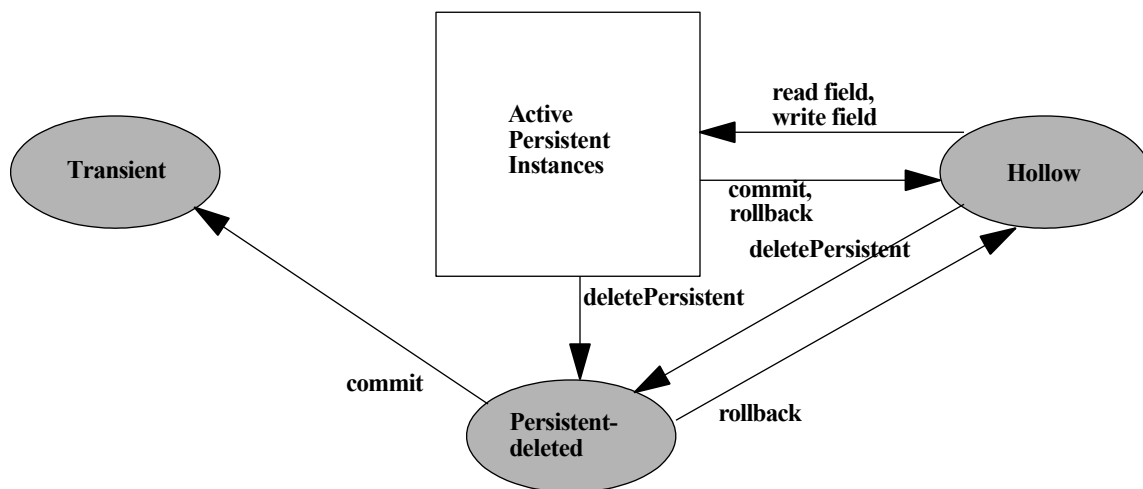 Active
Persistent
Instances
read field,
write field
Transient
Hollow
commit,
rollback
deletePersistent
deletePersistent
commit
Persistent-
deleted
rollback